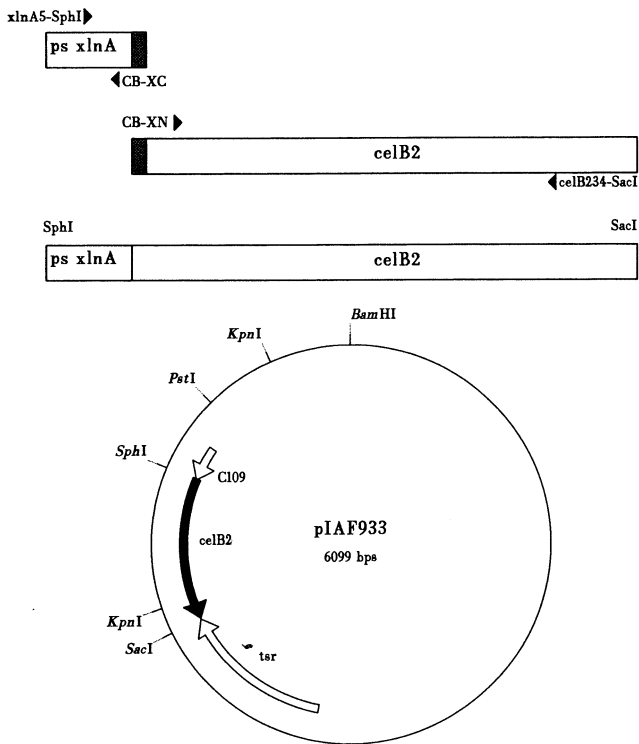 xlnA5-SphI
ps xlnA
CB-XC
CB-XN
celB2
celB234-SacI
SphI
SacI
ps xlnA
celB2
BamHI
KpnI
PstI
SphI
C109
celB2
pIAF933
6099 bps
KpnI
SacI
tsr